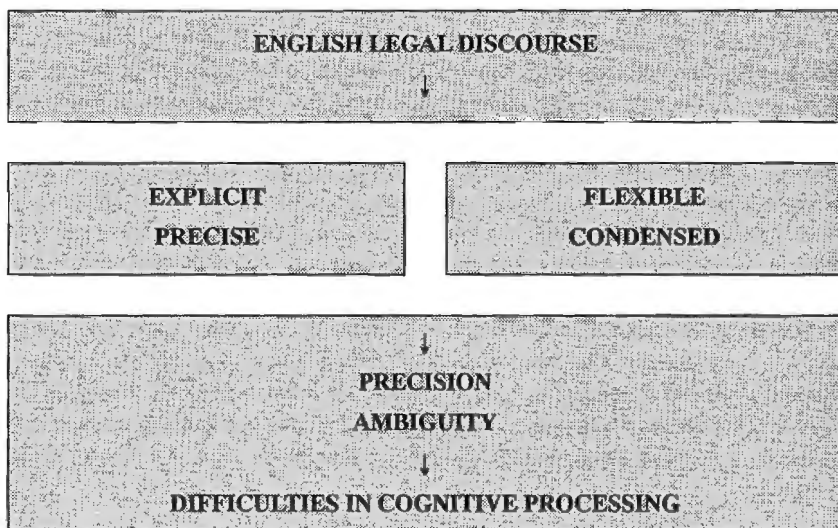 ENGLISH LEGAL DISCOURSE
↓
EXPLICIT
PRECISE
FLEXIBLE
CONDENSED
↓
PRECISION
AMBIGUITY
↓
DIFFICULTIES IN COGNITIVE PROCESSING